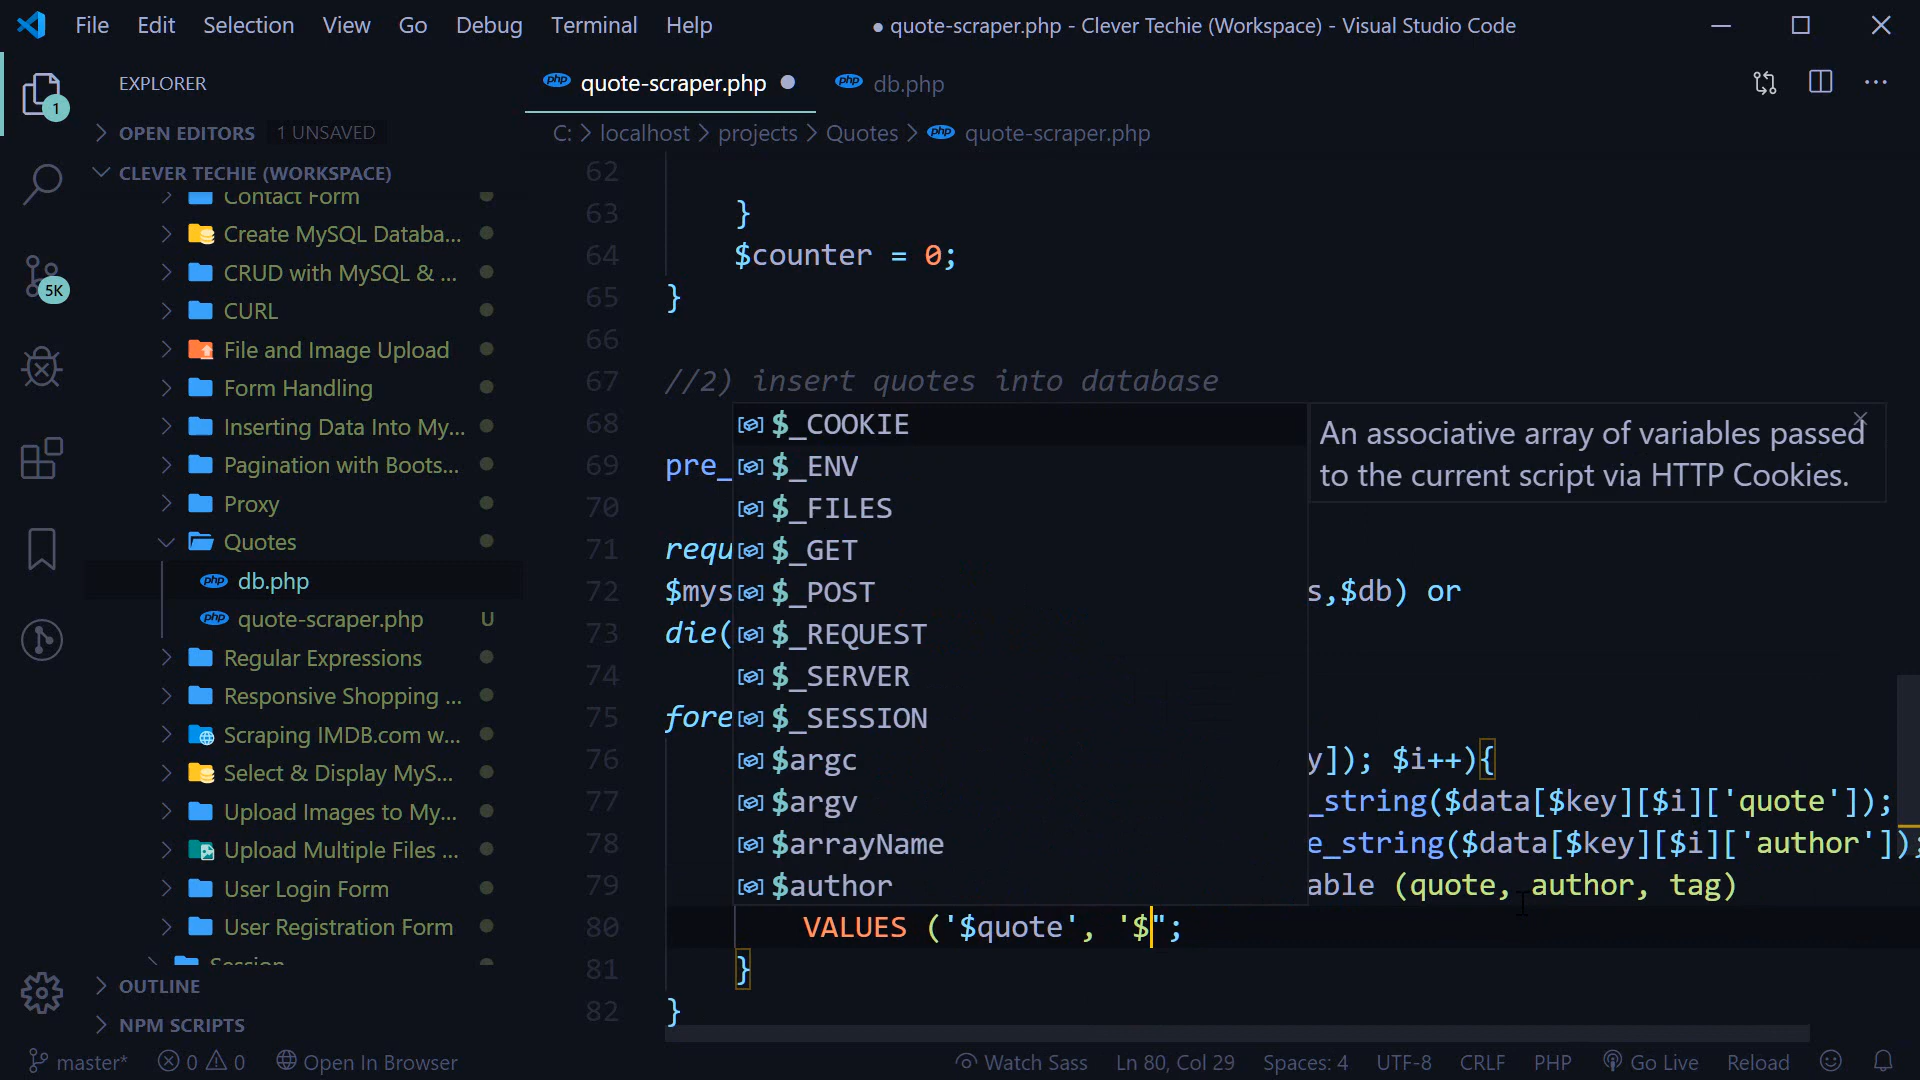 File Edit Selection View Go Debug Terminal Help
● quote-scraper.php - Clever Techie (Workspace) - Visual Studio Code
EXPLORER
OPEN EDITORS 1 UNSAVED
CLEVER TECHIE (WORKSPACE)
Contact Form
Create MySQL Databa...
CRUD with MySQL & ...
CURL
File and Image Upload
Form Handling
Inserting Data Into My...
Pagination with Boots...
Proxy
Quotes
php db.php
php quote-scraper.php U
Regular Expressions
Responsive Shopping ...
Scraping IMDB.com w...
Select & Display MyS...
Upload Images to My...
Upload Multiple Files ...
User Login Form
User Registration Form
Session
OUTLINE
NPM SCRIPTS
1
5K
php quote-scraper.php
php db.php
C: > localhost > projects > Quotes > php quote-scraper.php
62
63 }
64 $counter = 0;
65 }
66
67 //2) insert quotes into database
68
69 pre_
70
71 requ
72 $mys s,$db) or
73 die(
74
75 fore
76 y]); $i++){
77 _string($data[$key][$i]['quote']);
78 e_string($data[$key][$i]['author']);
79 able (quote, author, tag)
80 VALUES ('$quote', '$";
81 }
82 }
$_COOKIE
$_ENV
$_FILES
$_GET
$_POST
$_REQUEST
$_SERVER
$_SESSION
$argc
$argv
$arrayName
$author
An associative array of variables passed
to the current script via HTTP Cookies.
master* 0 0 Open In Browser
Watch Sass Ln 80, Col 29 Spaces: 4 UTF-8 CRLF PHP Go Live Reload